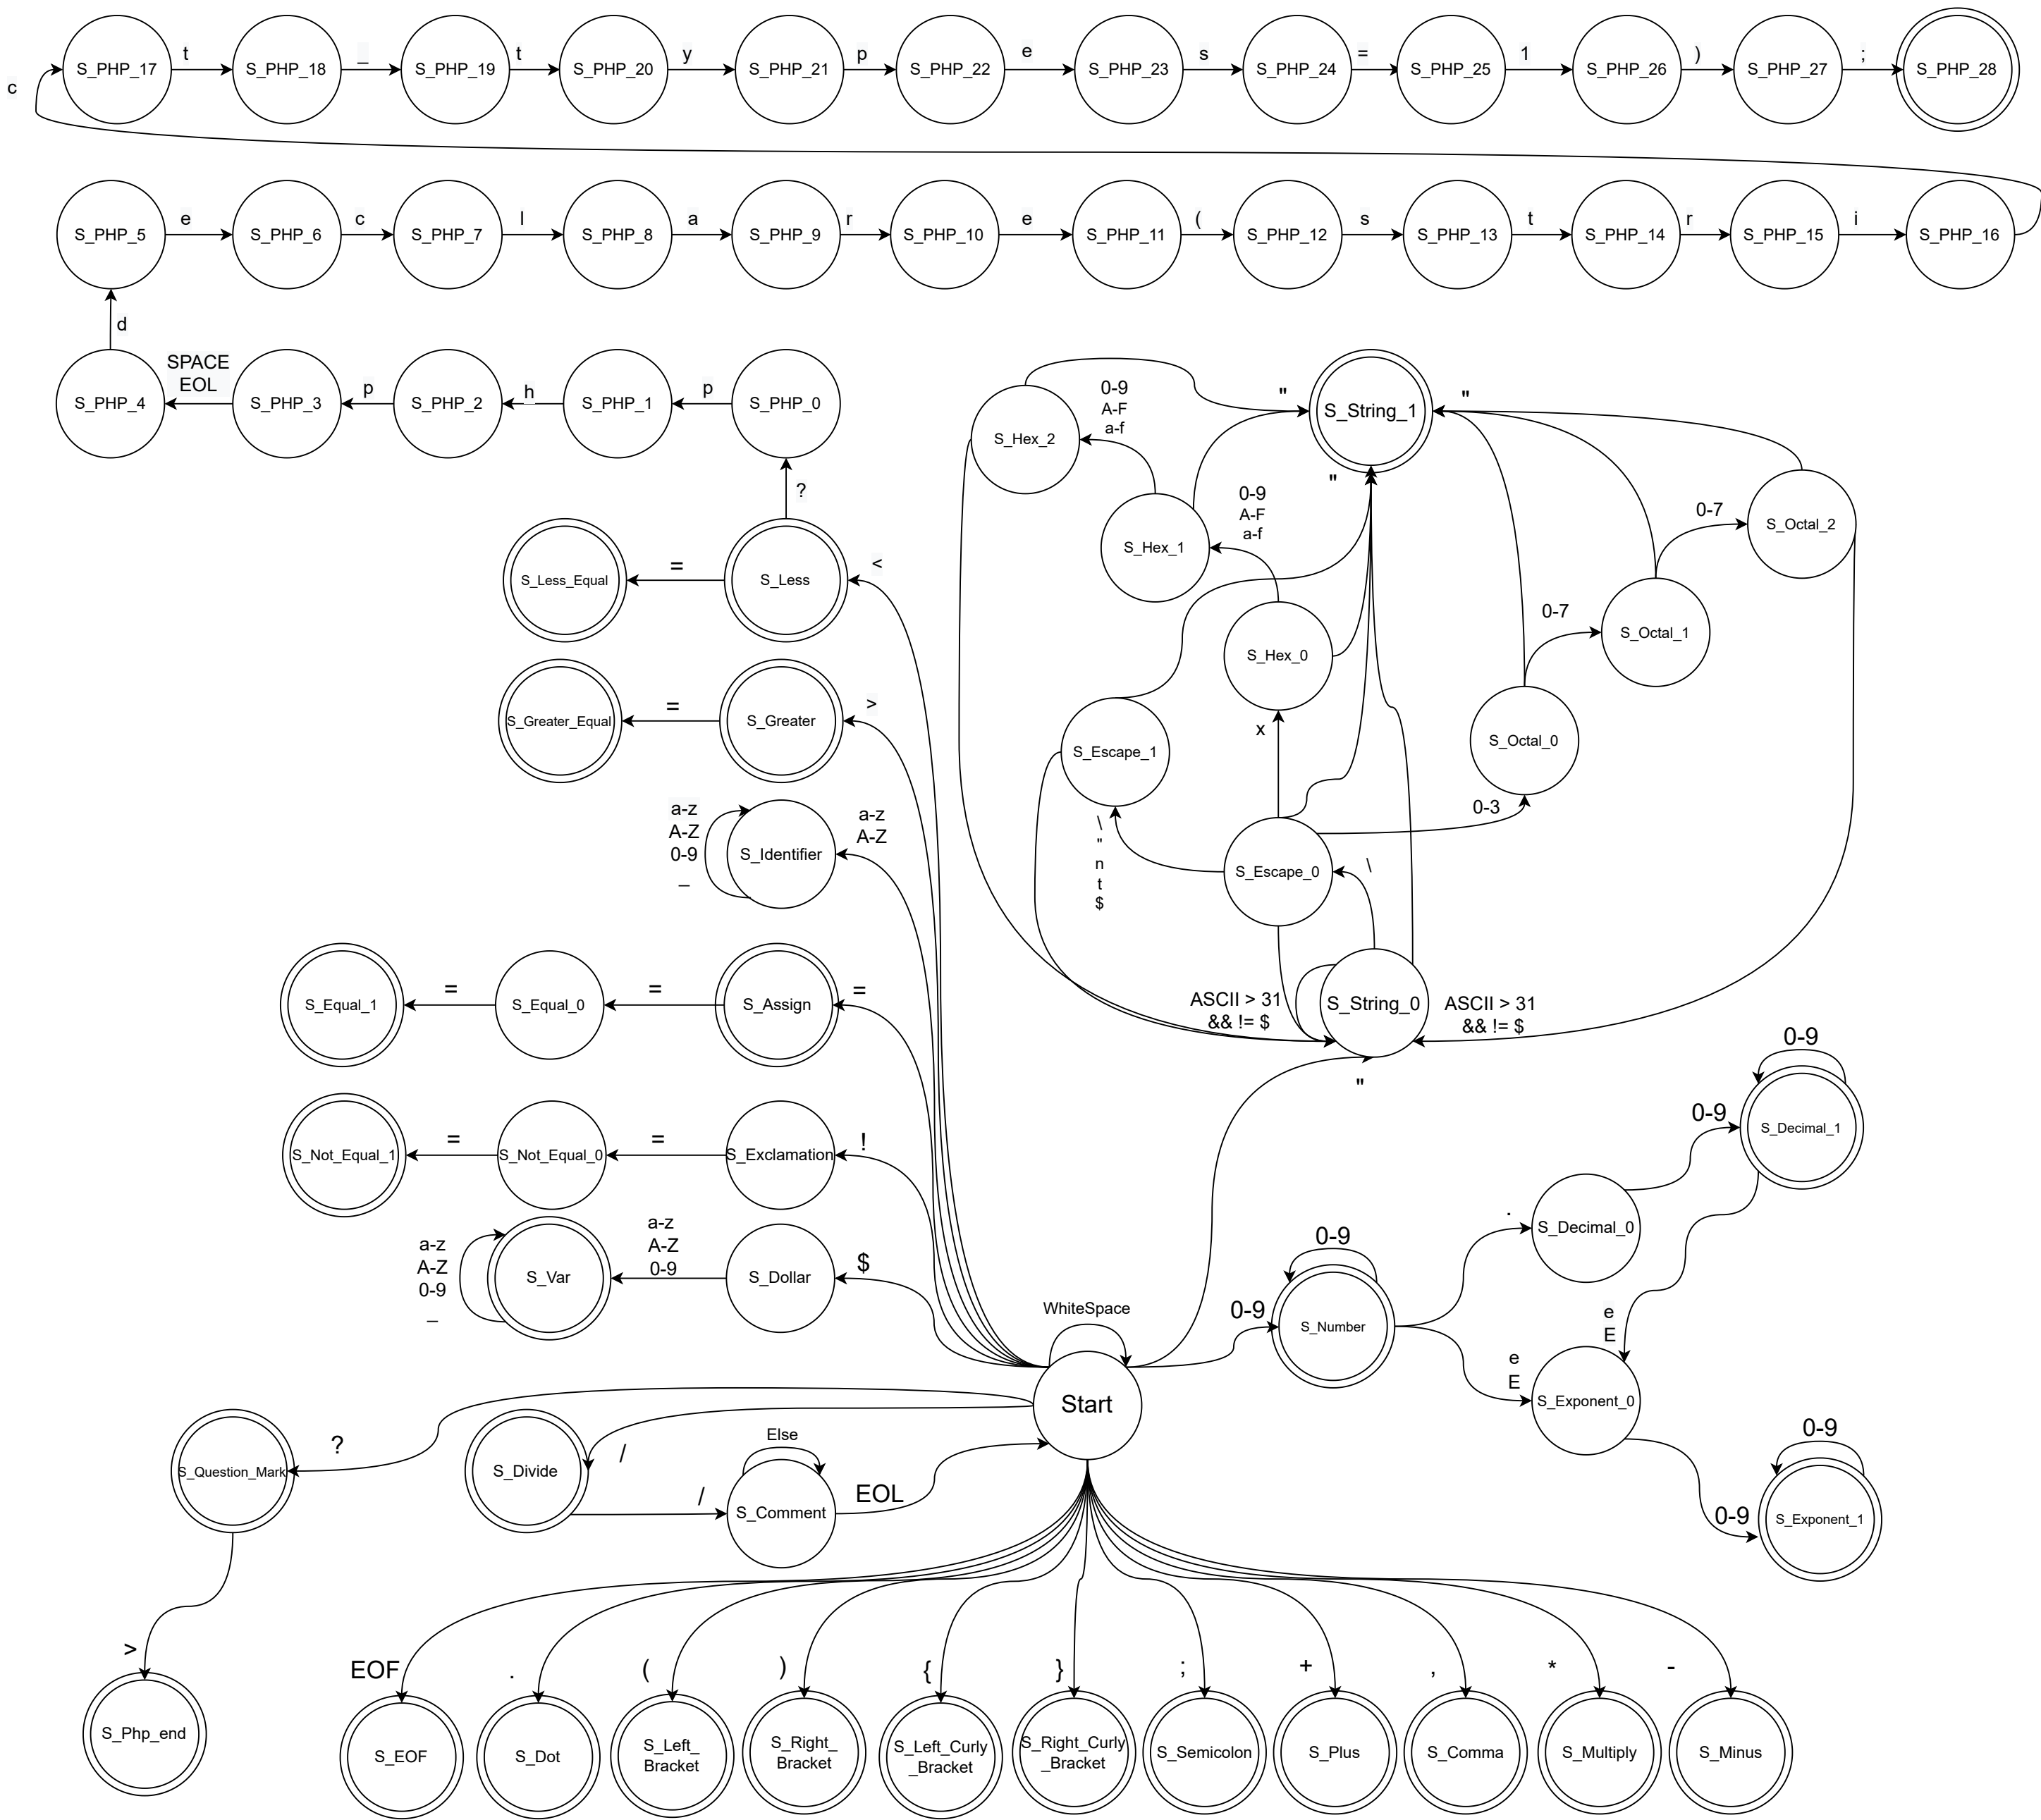 S_PHP_17
t
S_PHP_18
_
S_PHP_19
t
S_PHP_20
y
S_PHP_21
p
S_PHP_22
e
S_PHP_23
s
S_PHP_24
=
S_PHP_25
1
S_PHP_26
)
S_PHP_27
;
S_PHP_28
c
S_PHP_5
e
S_PHP_6
c
S_PHP_7
l
S_PHP_8
a
S_PHP_9
r
S_PHP_10
e
S_PHP_11
(
S_PHP_12
s
S_PHP_13
t
S_PHP_14
r
S_PHP_15
i
S_PHP_16
d
S_PHP_4
SPACE
EOL
S_PHP_3
p
S_PHP_2
h
S_PHP_1
p
S_PHP_0
?
S_Less_Equal
=
S_Less
<
S_Greater_Equal
=
S_Greater
>
a-z
A-Z
0-9
_
S_Identifier
a-z
A-Z
S_Equal_1
=
S_Equal_0
=
S_Assign
=
S_Not_Equal_1
=
S_Not_Equal_0
=
S_Exclamation
!
a-z
A-Z
0-9
_
S_Var
a-z
A-Z
0-9
S_Dollar
$
S_Hex_2
0-9
A-F
a-f
"
S_String_1
"
"
S_Hex_1
0-9
A-F
a-f
S_Hex_0
x
S_Escape_1
\
"
n
t
$
S_Escape_0
\
0-3
S_Octal_0
0-7
S_Octal_1
0-7
S_Octal_2
ASCII > 31
&& != $
S_String_0
ASCII > 31
&& != $
"
WhiteSpace
Start
0-9
0-9
S_Number
.
S_Decimal_0
0-9
0-9
S_Decimal_1
e
E
e
E
S_Exponent_0
0-9
0-9
S_Exponent_1
?
S_Question_Mark
>
S_Php_end
/
S_Divide
/
Else
S_Comment
EOL
EOF
.
(
)
{
}
;
+
,
*
-
S_EOF
S_Dot
S_Left_
Bracket
S_Right_
Bracket
S_Left_Curly
_Bracket
S_Right_Curly
_Bracket
S_Semicolon
S_Plus
S_Comma
S_Multiply
S_Minus